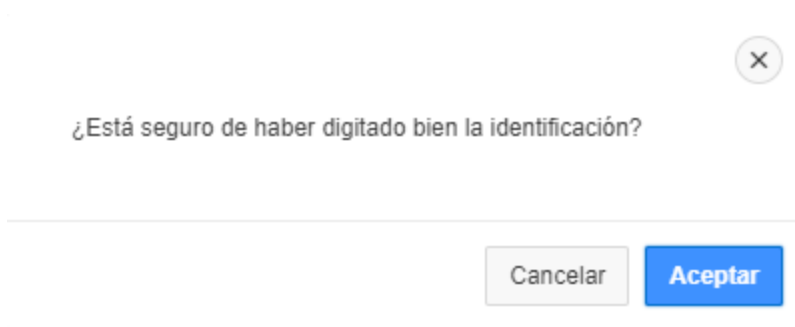 ¿Está seguro de haber digitado bien la identificación?
Cancelar
Aceptar